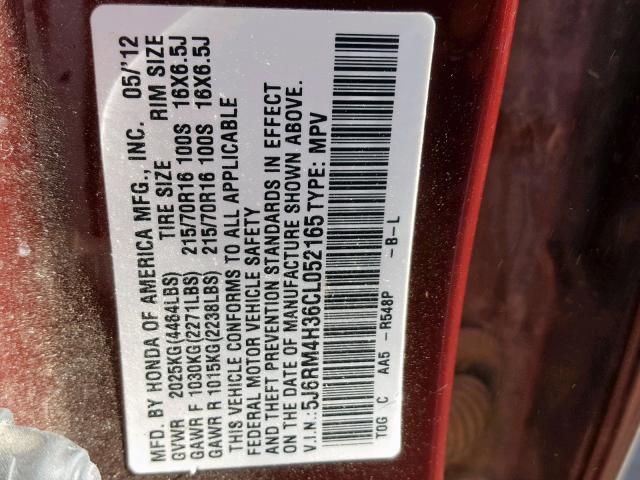 MFD. BY HONDA OF AMERICA MFG., INC. 05/'12
TIRE SIZE RIM SIZE
GVWR 2025KG(4464LBS)
GAWR F 1030KG(2271LBS) 215/70R16 100S 16X6.5J
GAWR R 1015KG(2238LBS) 215/70R16 100S 16X6.5J
THIS VEHICLE CONFORMS TO ALL APPLICABLE
FEDERAL MOTOR VEHICLE SAFETY
AND THEFT PREVENTION STANDARDS IN EFFECT
ON THE DATE OF MANUFACTURE SHOWN ABOVE.
V.I.N.:5J6RM4H36CL052165 TYPE: MPV
TOG C AA5 - R548P - B - L